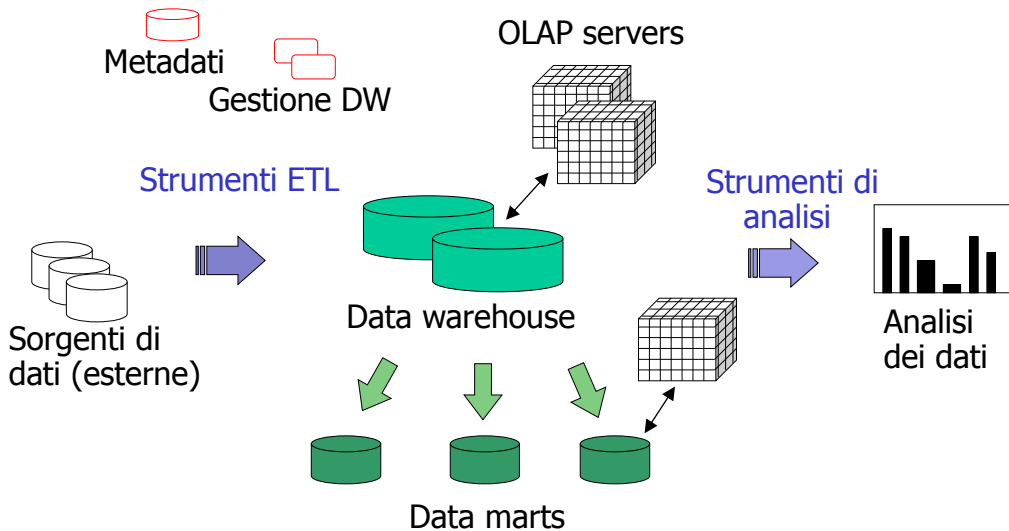 OLAP servers
Metadati
Gestione DW
Strumenti ETL
Strumenti di
analisi
Sorgenti di
dati (esterne)
Data warehouse
Analisi
dei dati
Data marts